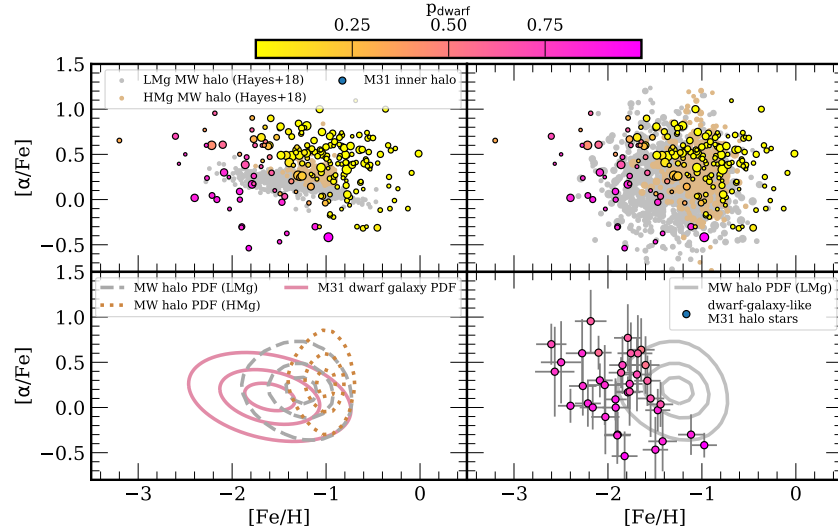 p_dwarf
0.25 0.50 0.75
1.5
1.0
0.5
0.0
−0.5
[α/Fe]
LMg MW halo (Hayes+18)
HMg MW halo (Hayes+18)
M31 inner halo
1.5
1.0
0.5
0.0
−0.5
[α/Fe]
MW halo PDF (LMg)
MW halo PDF (HMg)
M31 dwarf galaxy PDF
MW halo PDF (LMg)
dwarf-galaxy-like
M31 halo stars
−3 −2 −1 0
[Fe/H]
−3 −2 −1 0
[Fe/H]